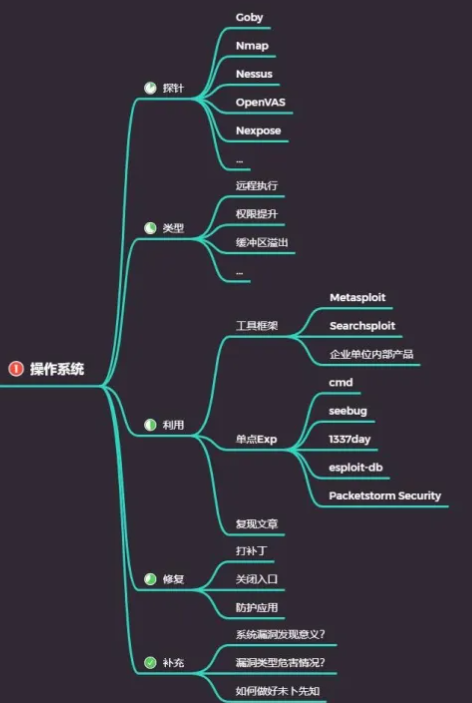 操作系统
探针
Goby
Nmap
Nessus
OpenVAS
Nexpose
...
类型
远程执行
权限提升
缓冲区溢出
...
利用
工具框架
Metasploit
Searchsploit
企业单位内部产品
单点Exp
cmd
seebug
1337day
esploit-db
Packetstorm Security
复现文章
修复
打补丁
关闭入口
防护应用
补充
系统漏洞发现意义？
漏洞类型危害情况？
如何做好未卜先知